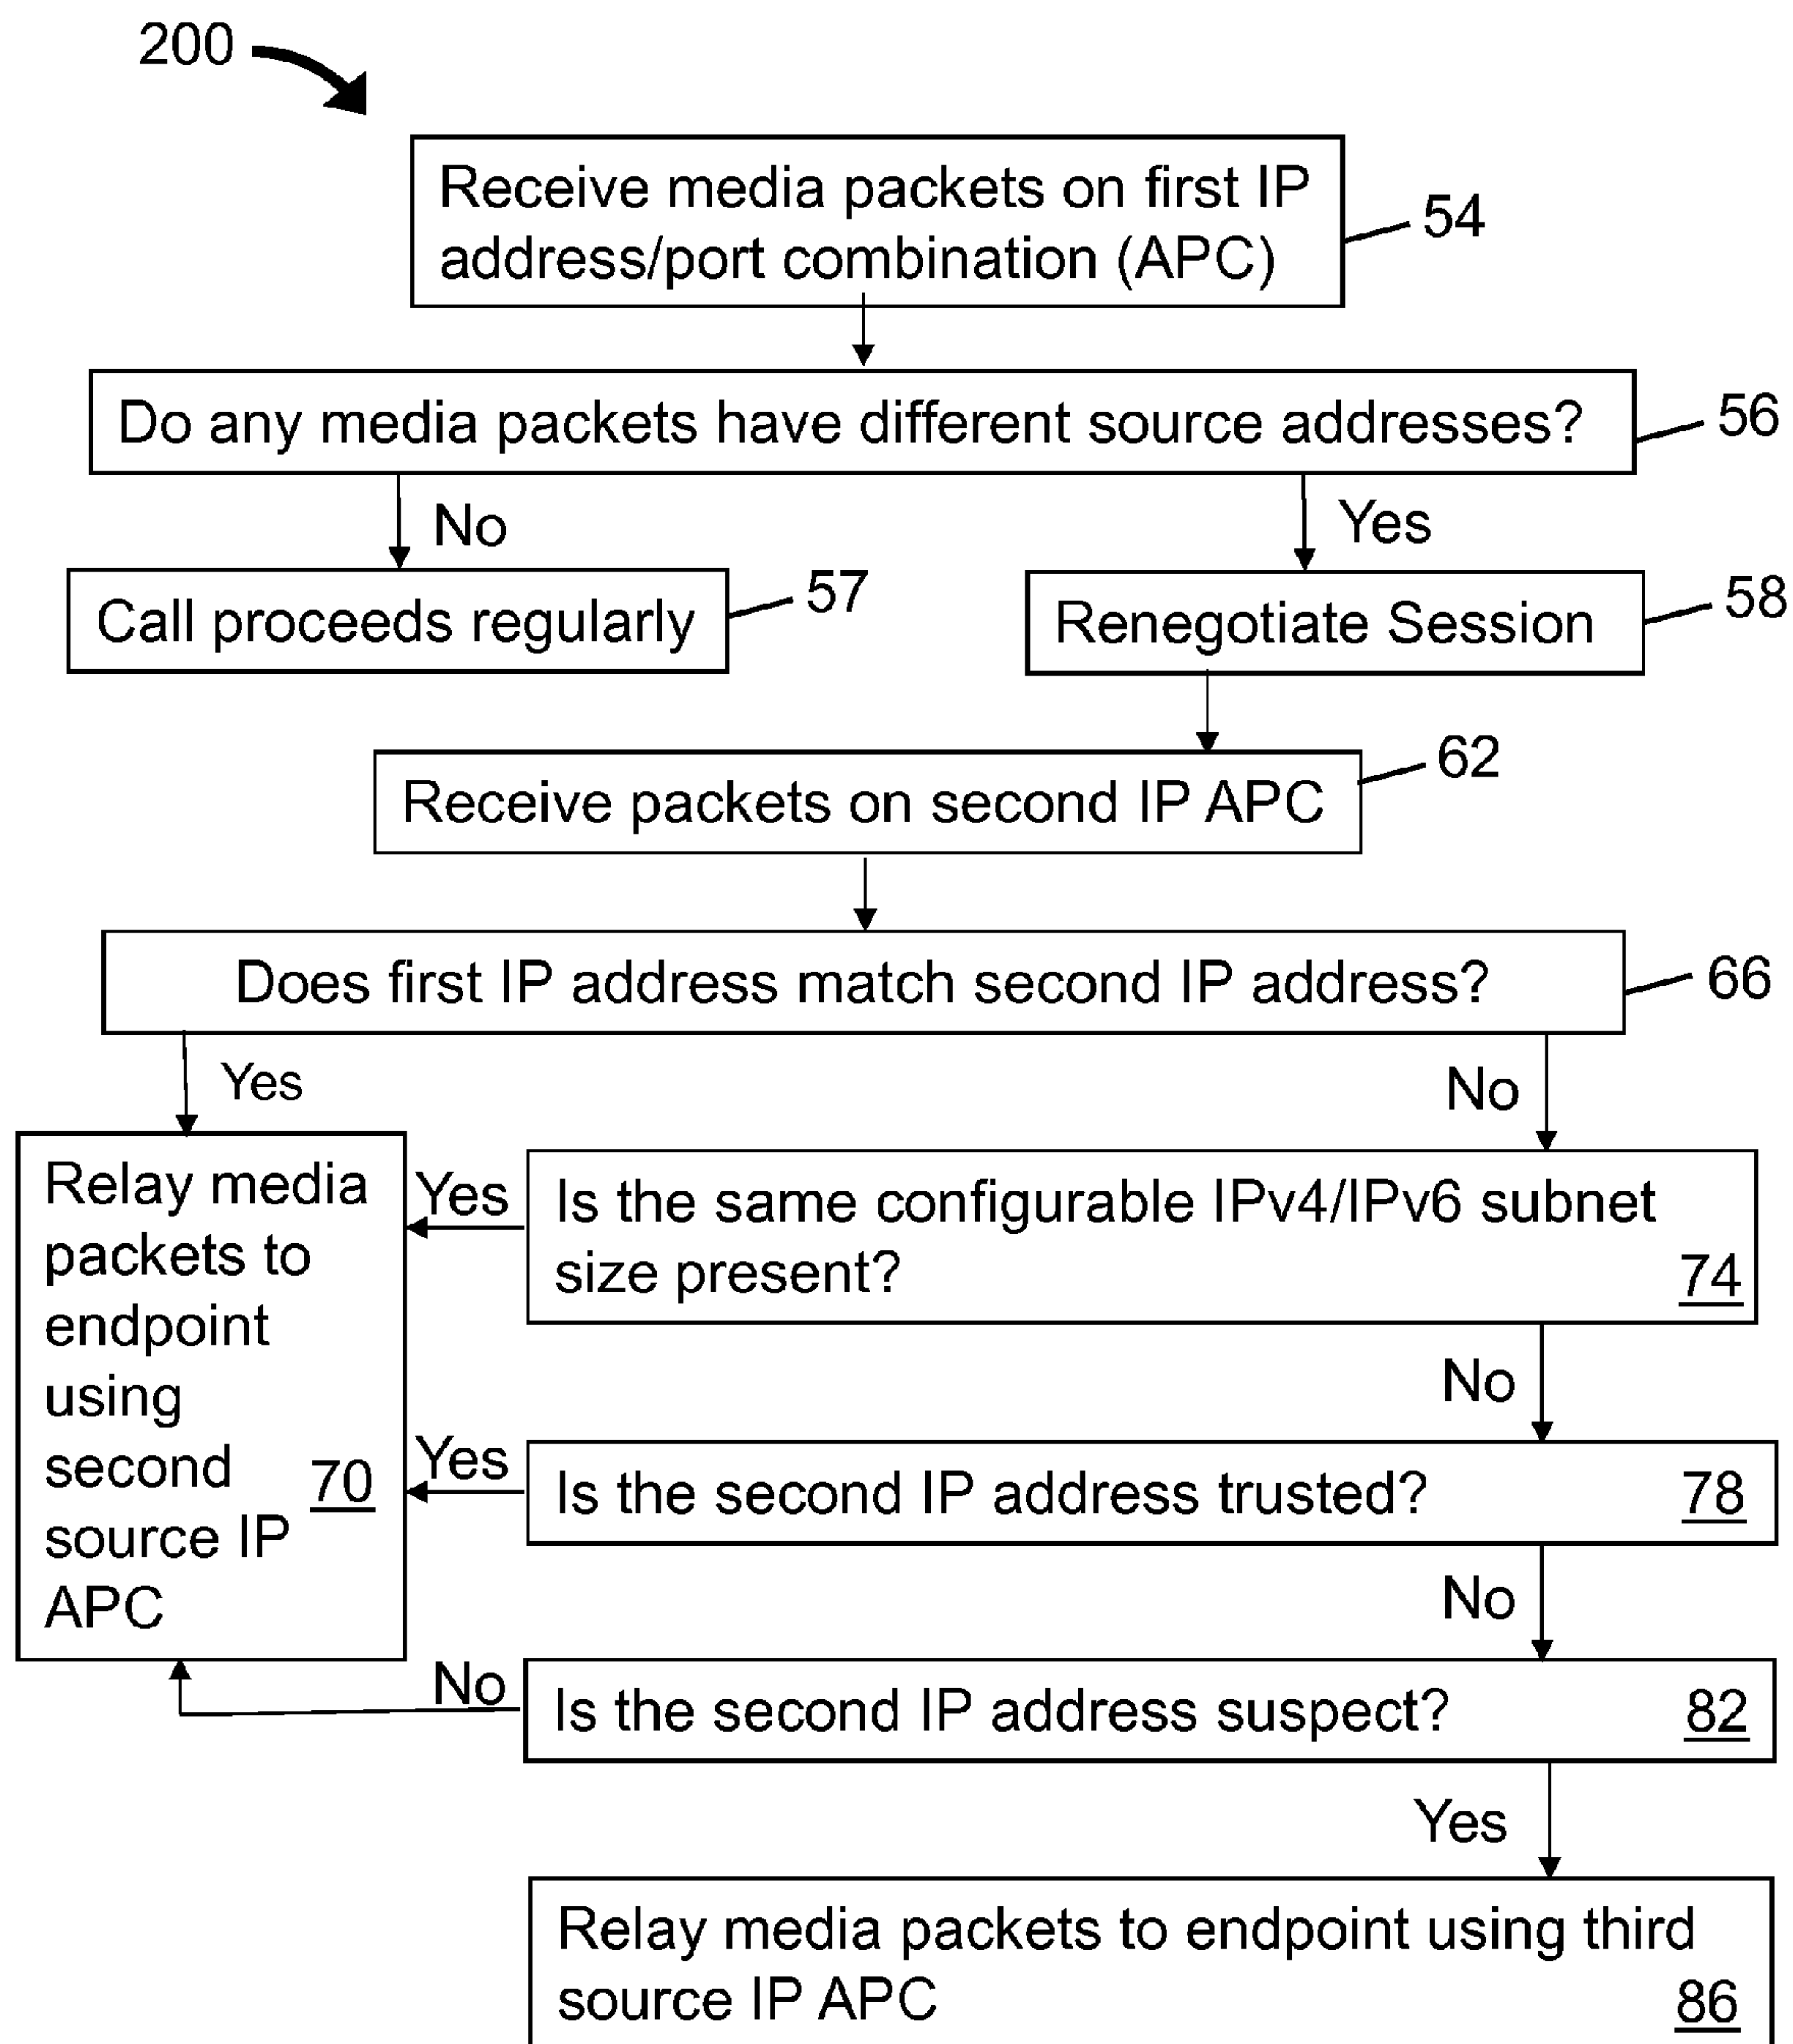 200
Receive media packets on first IP
address/port combination (APC)
54
Do any media packets have different source addresses?
56
No
Yes
Call proceeds regularly
57
Renegotiate Session
58
Receive packets on second IP APC
62
Does first IP address match second IP address?
66
Yes
No
Relay media
packets to
endpoint
using
second
source IP
APC
70
Yes
Is the same configurable IPv4/IPv6 subnet
size present?
74
No
Yes
Is the second IP address trusted?
78
No
No
Is the second IP address suspect?
82
Yes
Relay media packets to endpoint using third
source IP APC
86